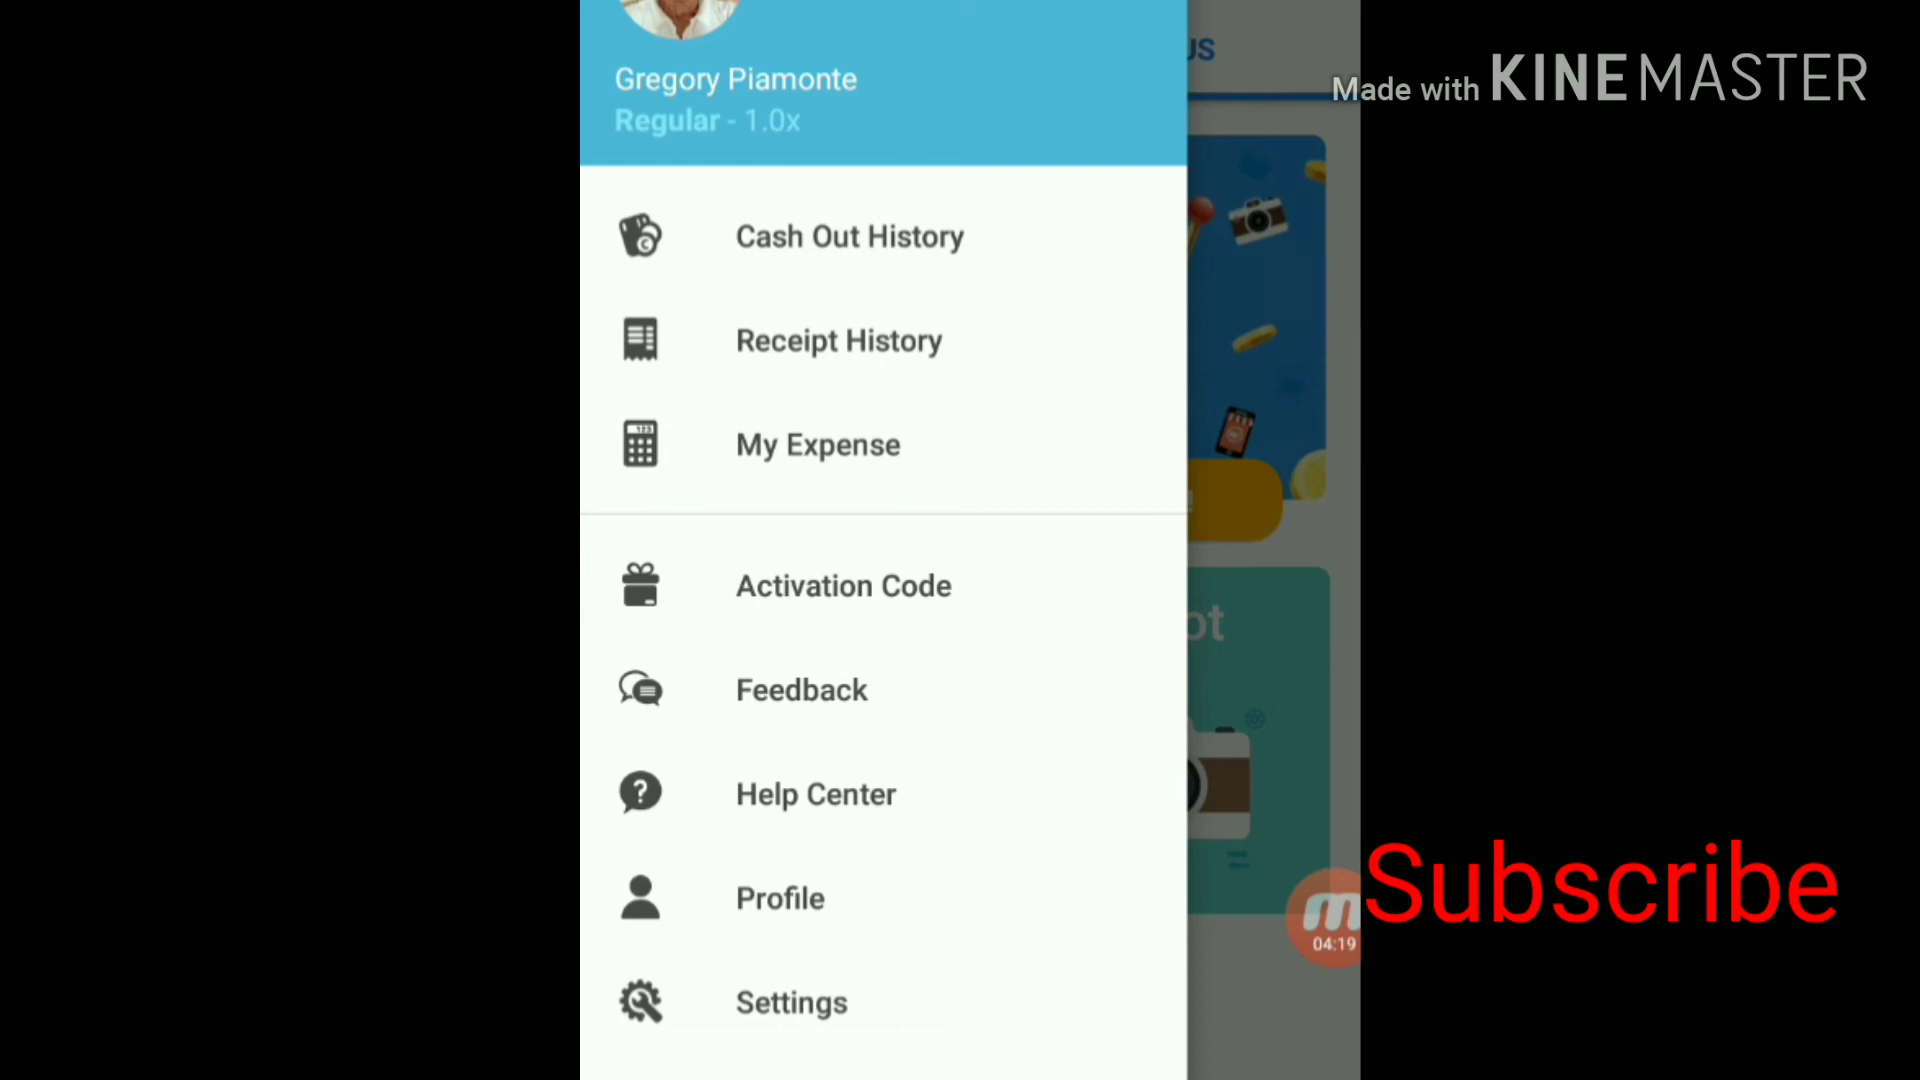 Gregory Piamonte
Regular - 1.0x
Cash Out History
Receipt History
My Expense
Activation Code
Feedback
Help Center
Profile
Settings
Made with KINEMASTER
Subscribe
04:19